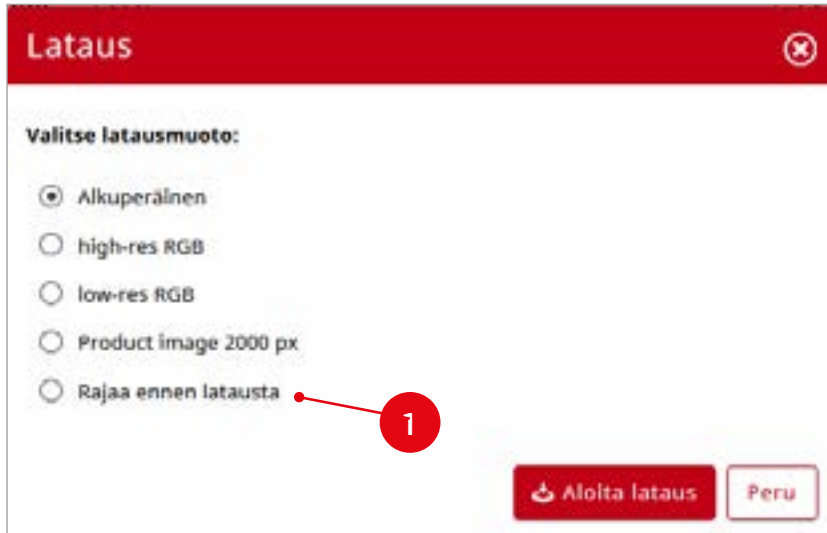 Lataus
Valitse latausmuoto:
Alkuperäinen
high-res RGB
low-res RGB
Product image 2000 px
Rajaa ennen latausta
1
Aloita lataus
Peru